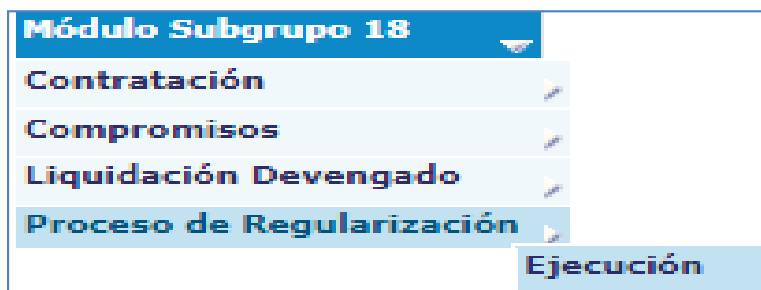 Módulo Subgrupo 18
Contratación
Compromisos
Liquidación Devengado
Proceso de Regularización
Ejecución